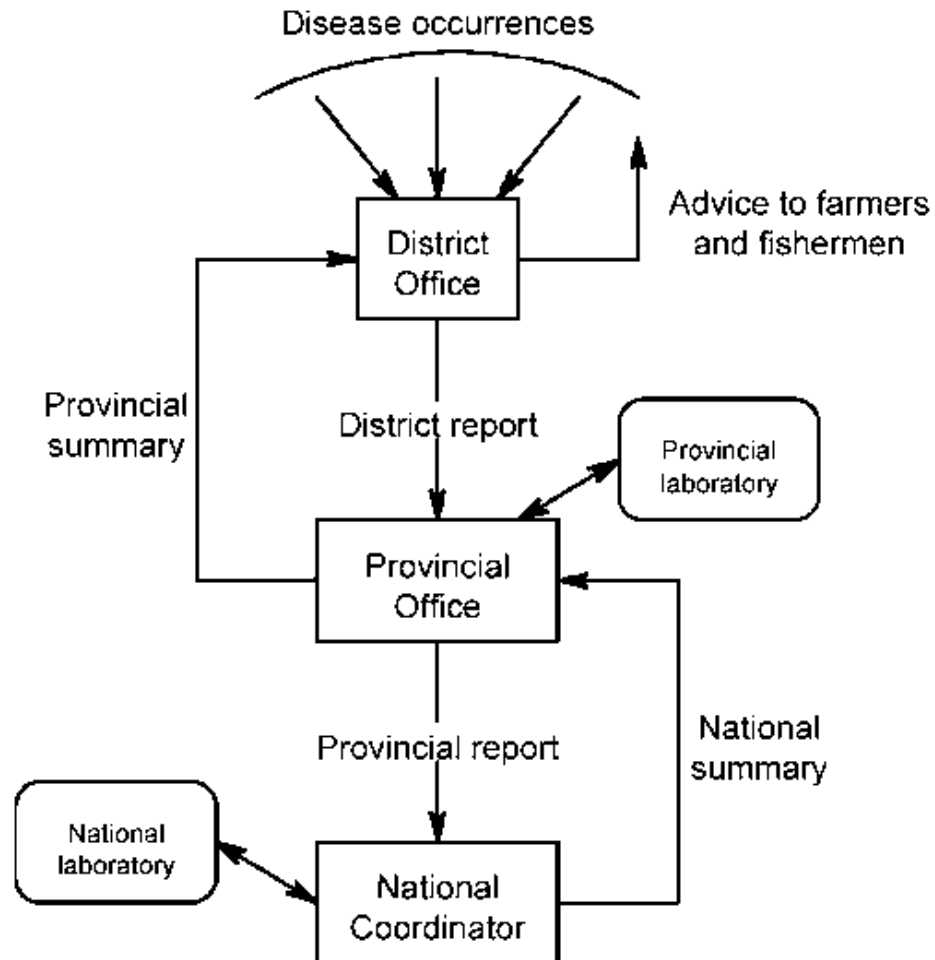 Disease occurrences
Advice to farmers
and fishermen
District
Office
Provincial
summary
District report
Provincial
laboratory
Provincial
Office
National
summary
Provincial report
National
laboratory
National
Coordinator